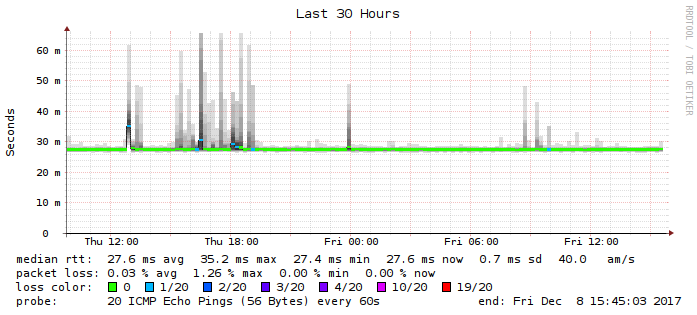 Last 30 Hours
RRDTOOL / TOBI OETIKER
Seconds
60 m
50 m
40 m
30 m
20 m
10 m
0
Thu 12:00 Thu 18:00 Fri 00:00 Fri 06:00 Fri 12:00
median rtt: 27.6 ms avg 35.2 ms max 27.4 ms min 27.6 ms now 0.7 ms sd 40.0 am/s
packet loss: 0.03 % avg 1.26 % max 0.00 % min 0.00 % now
loss color: 0 1/20 2/20 3/20 4/20 10/20 19/20
probe: 20 ICMP Echo Pings (56 Bytes) every 60s end: Fri Dec 8 15:45:03 2017